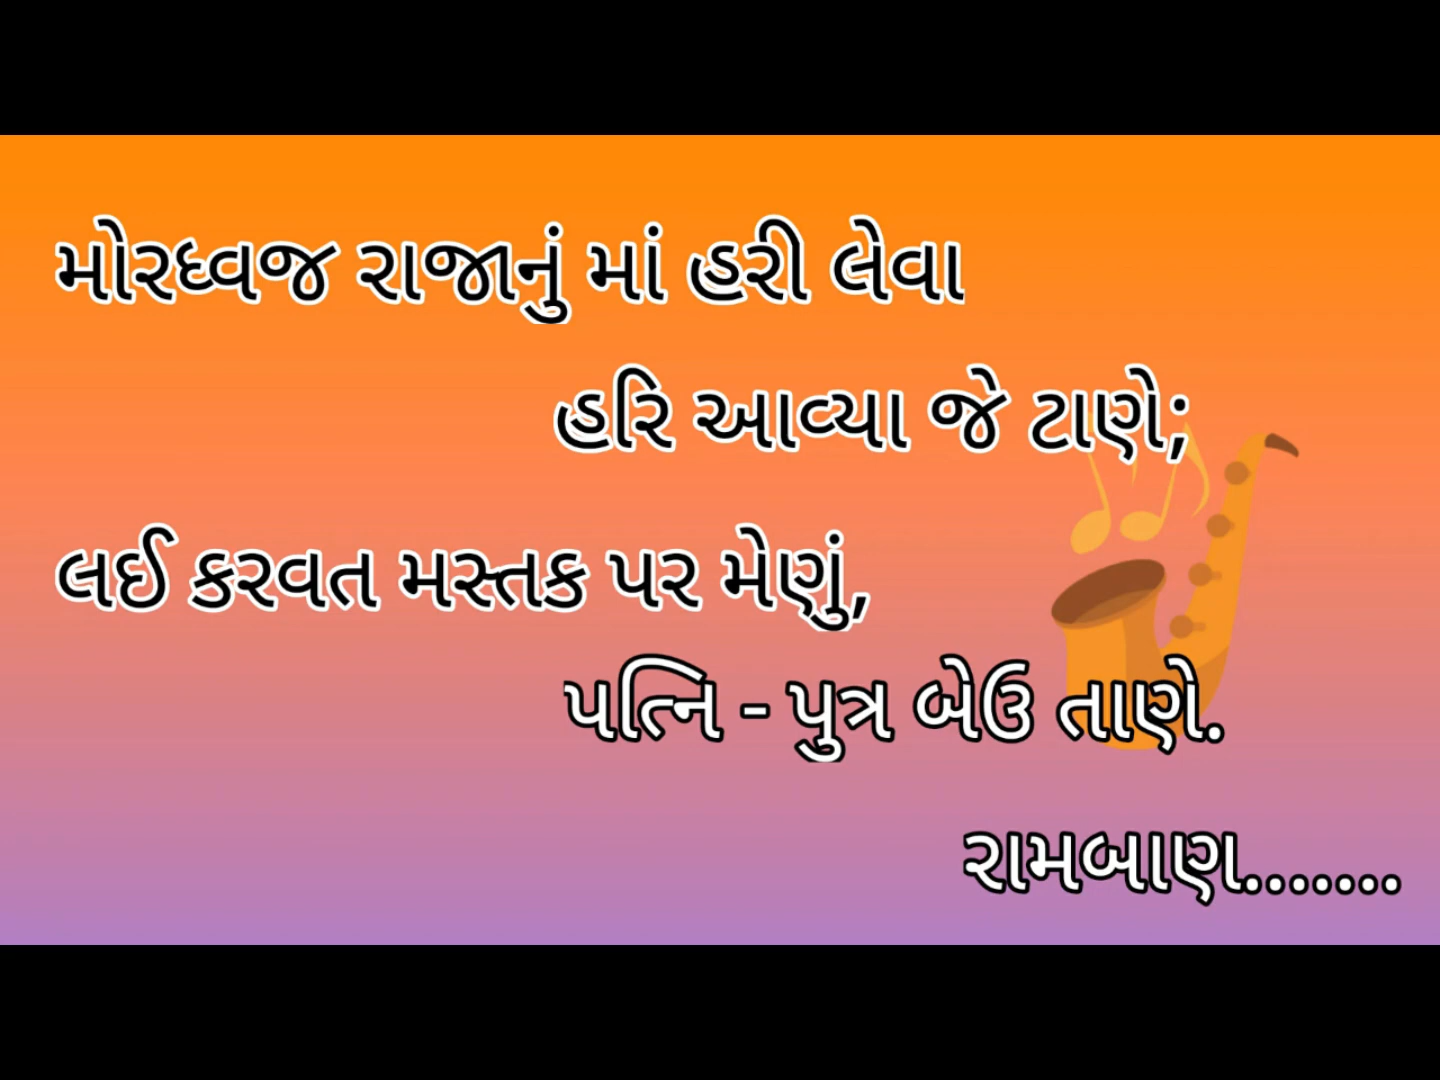 મોરધ્વજ રાજાનું માં હરી લેવા
હરિ આવ્યા જે ટાણે;
લઈ કરવત મસ્તક પર મેણું,
પત્નિ - પુત્ર બેઉ તાણે.
રામબાણ.......